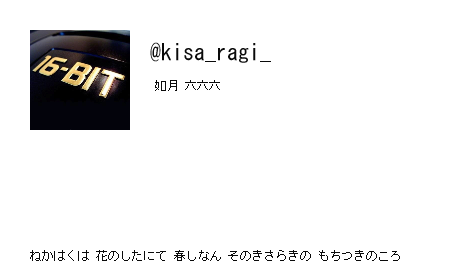 16-BIT
@kisa_ragi_
如月 六六六
ねかはくは 花のしたにて 春しなん そのきさらきの もちつきのころ